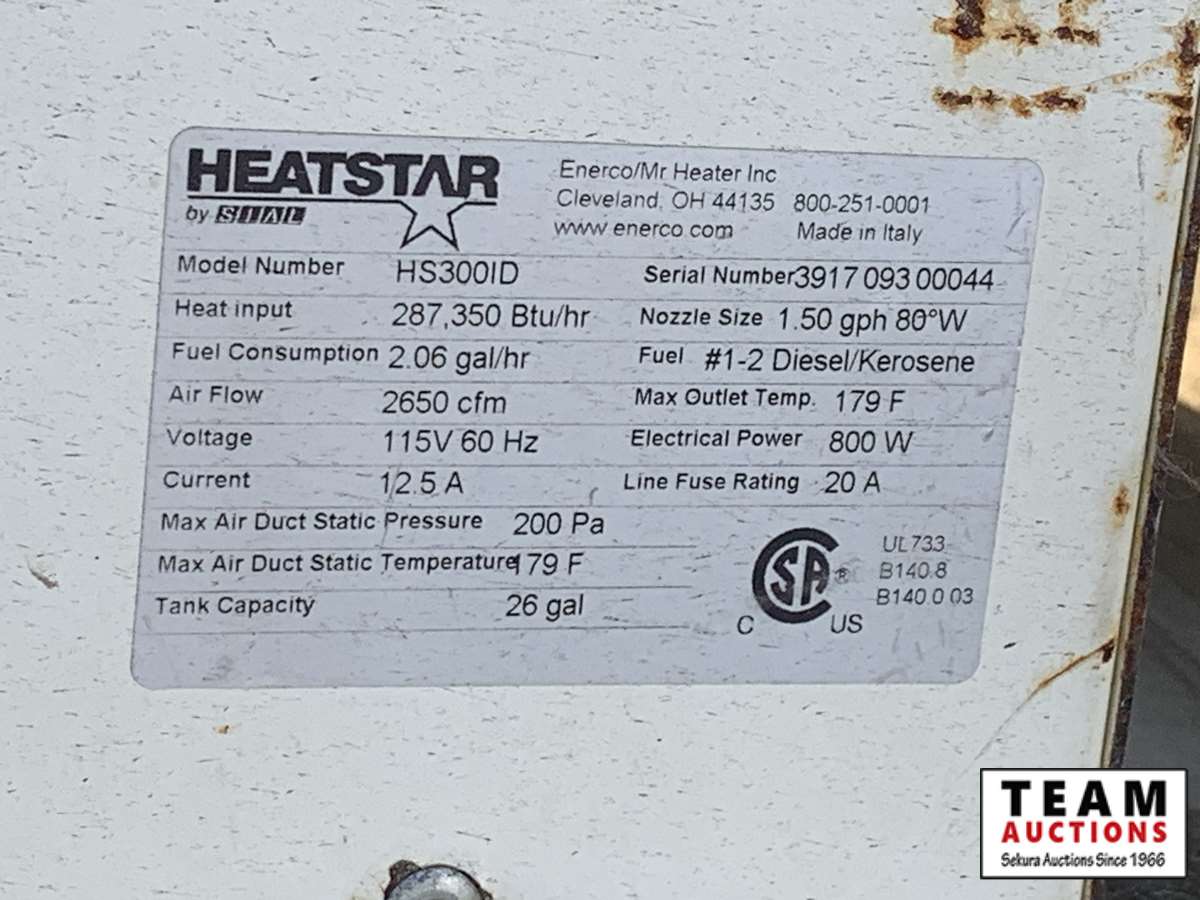 HEATSTAR
by SIAL
Enerco/Mr Heater Inc
Cleveland, OH 44135 800-251-0001
www enerco com Made in Italy
Model Number HS300ID Serial Number 3917 093 00044
Heat input 287,350 Btu/hr Nozzle Size 1.50 gph 80°W
Fuel Consumption 2.06 gal/hr Fuel #1-2 Diesel/Kerosene
Air Flow 2650 cfm Max Outlet Temp. 179 F
Voltage 115V 60 Hz Electrical Power 800 W
Current 12.5 A Line Fuse Rating 20 A
Max Air Duct Static Pressure 200 Pa
Max Air Duct Static Temperature 179 F
Tank Capacity 26 gal
CSA ®
C US
UL 733
B140.8
B140.0 03
TEAM
AUCTIONS
Sekura Auctions Since 1966